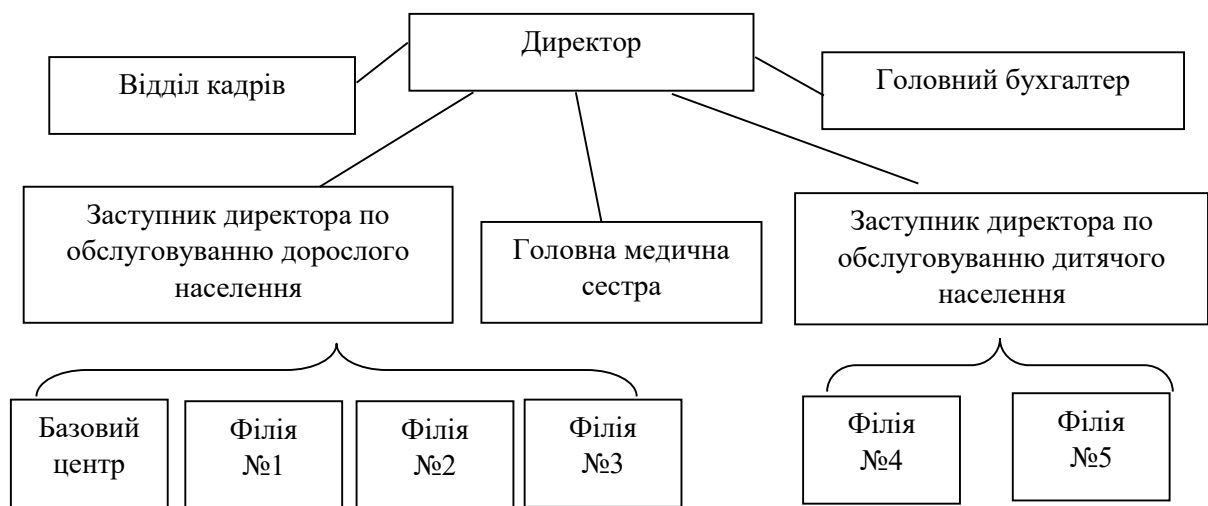 Директор
Відділ кадрів
Головний бухгалтер
Заступник директора по
обслуговуванню дорослого
населення
Головна медична
сестра
Заступник директора по
обслуговуванню дитячого
населення
Базовий
центр
Філія
№1
Філія
№2
Філія
№3
Філія
№4
Філія
№5